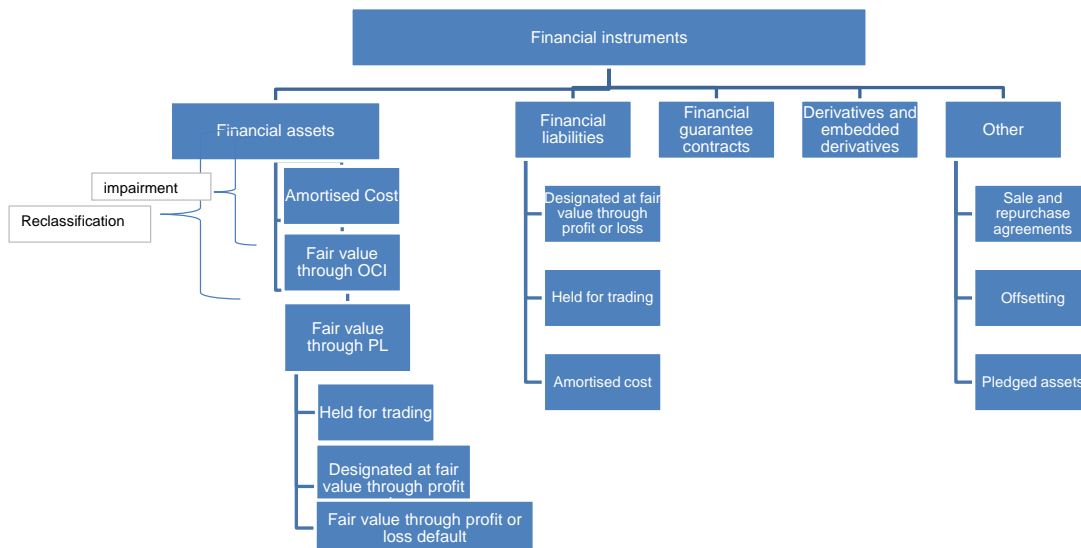 Financial instruments
Financial assets
Financial
liabilities
Financial
guarantee
contracts
Derivatives and
embedded
derivatives
Other
impairment
Reclassification
Amortised Cost
Fair value
through OCI
Fair value
through PL
Held for trading
Designated at fair
value through profit
Fair value through profit or
loss default
Designated at fair
value through
profit or loss
Held for trading
Amortised cost
Sale and
repurchase
agreements
Offsetting
Pledged assets